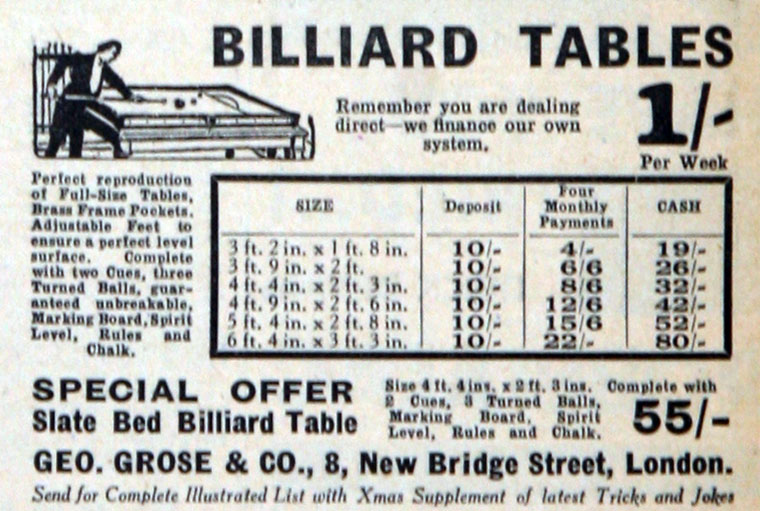 BILLIARD TABLES
Remember you are dealing
direct—we finance our own
system.
1/-
Per Week
Perfect reproduction
of Full-Size Tables,
Brass Frame Pockets.
Adjustable Feet to
ensure a perfect level
surface. Complete
with two Cues, three
Turned Balls, guar-
anteed unbreakable,
Marking Board, Spirit
Level, Rules and
Chalk.
SIZE Deposit Four Monthly Payments CASH
3 ft. 2 in. x 1 ft. 8 in. 10/- 4/- 19/-
3 ft. 9 in. x 2 ft. 10/- 6/6 26/-
4 ft. 4 in. x 2 ft. 3 in. 10/- 8/6 32/-
4 ft. 9 in. x 2 ft. 6 in. 10/- 12/6 42/-
5 ft. 4 in. x 2 ft. 8 in. 10/- 15/6 52/-
6 ft. 4 in. x 3 ft. 3 in. 10/- 22/- 80/-
SPECIAL OFFER
Slate Bed Billiard Table
Size 4 ft. 4 ins. x 2 ft. 3 ins. Complete with
2 Cues, 3 Turned Balls,
Marking Board, Spirit
Level, Rules and Chalk.
55/-
GEO. GROSE & CO., 8, New Bridge Street, London.
Send for Complete Illustrated List with Xmas Supplement of latest Tricks and Jokes